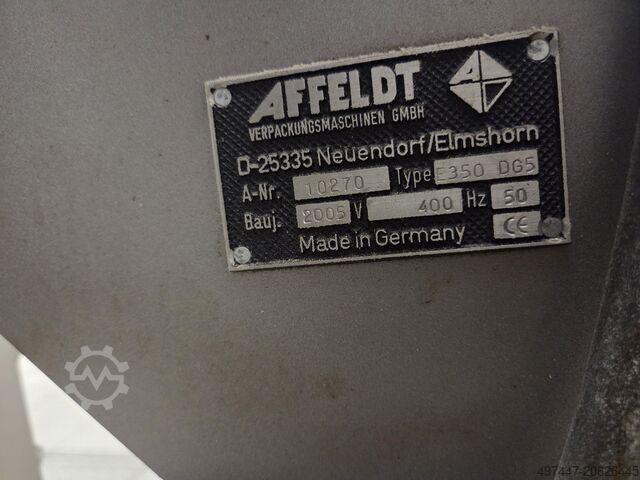 AFFELDT
VERPACKUNGSMASCHINEN GMBH
D-25335 Neuendorf/Elmshorn
A-Nr. 10270 Type E350 DG5
Bauj. 2005 V 400 Hz 50
Made in Germany CE
497447-20626445